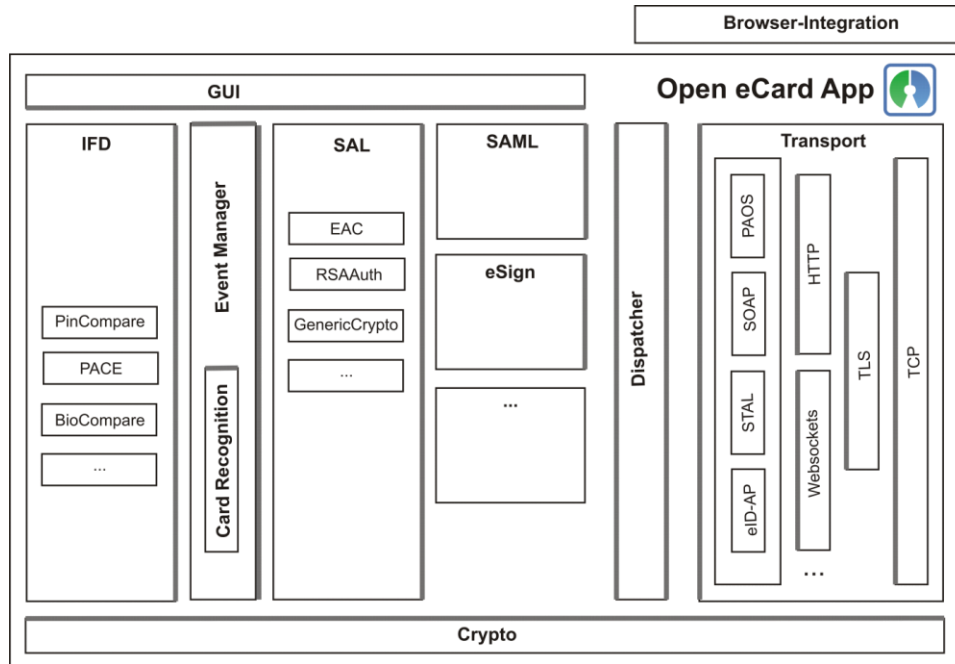 Browser-Integration
Open eCard App
GUI
IFD
PinCompare
PACE
BioCompare
...
Event Manager
Card Recognition
SAL
EAC
RSAAuth
GenericCrypto
...
SAML
eSign
...
Dispatcher
Transport
PAOS
SOAP
STAL
eID-AP
HTTP
Websockets
...
TLS
TCP
Crypto